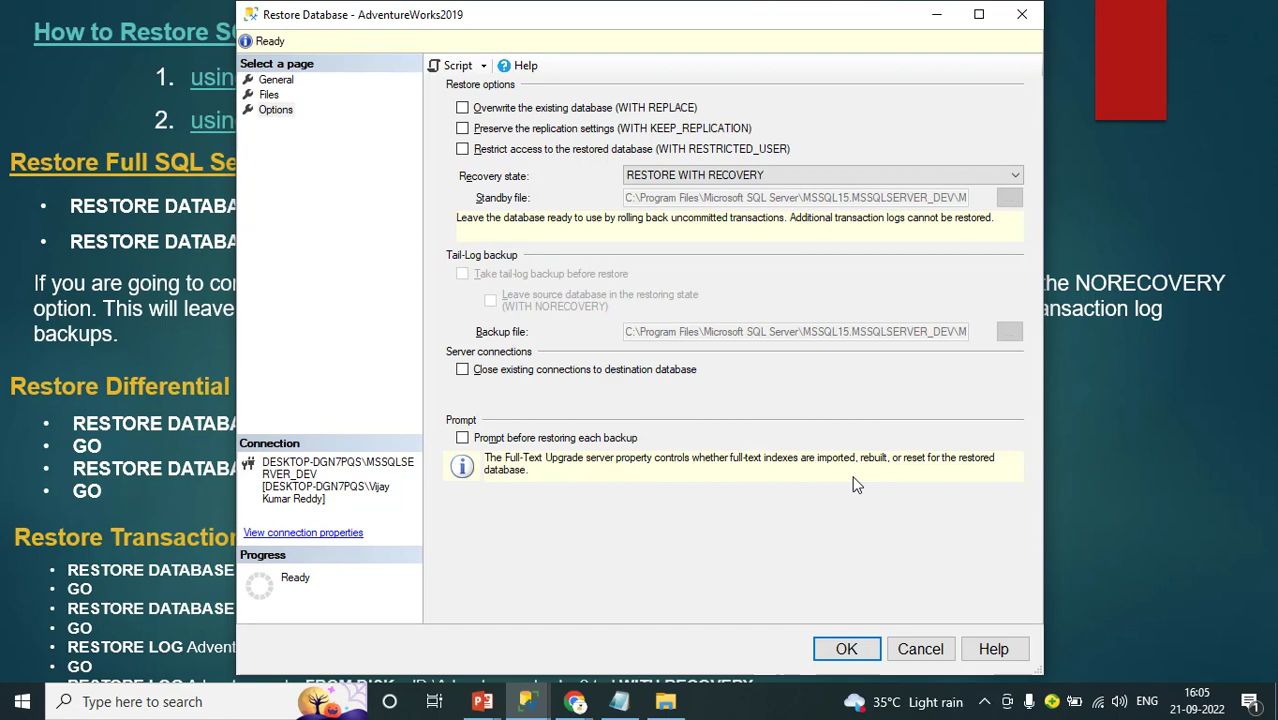 How to Restore S
1. usin
2. usin
Restore Full SQL Se
• RESTORE DATABA
• RESTORE DATABA
If you are going to co
the NORECOVERY
option. This will leave
ansaction log
backups.
Restore Differential
• RESTORE DATABA
• GO
• RESTORE DATABA
• GO
Restore Transaction
• RESTORE DATABASE
• GO
• RESTORE DATABASE
• GO
• RESTORE LOG Advent
• GO
Restore Database - AdventureWorks2019
Ready
Select a page
General
Files
Options
Connection
DESKTOP-DGN7PQS\MSSQLSE
RVER_DEV
[DESKTOP-DGN7PQS\Vijay
Kumar Reddy]
View connection properties
Progress
Ready
Script
Help
Restore options
Overwrite the existing database (WITH REPLACE)
Preserve the replication settings (WITH KEEP_REPLICATION)
Restrict access to the restored database (WITH RESTRICTED_USER)
Recovery state: RESTORE WITH RECOVERY
Standby file: C:\Program Files\Microsoft SQL Server\MSSQL15.MSSQLSERVER_DEV\M ...
Leave the database ready to use by rolling back uncommitted transactions. Additional transaction logs cannot be restored.
Tail-Log backup
Take tail-log backup before restore
Leave source database in the restoring state
(WITH NORECOVERY)
Backup file: C:\Program Files\Microsoft SQL Server\MSSQL15.MSSQLSERVER_DEV\M ...
Server connections
Close existing connections to destination database
Prompt
Prompt before restoring each backup
The Full-Text Upgrade server property controls whether full-text indexes are imported, rebuilt, or reset for the restored
database.
OK Cancel Help
Type here to search
35°C Light rain
ENG
16:05
21-09-2022
1